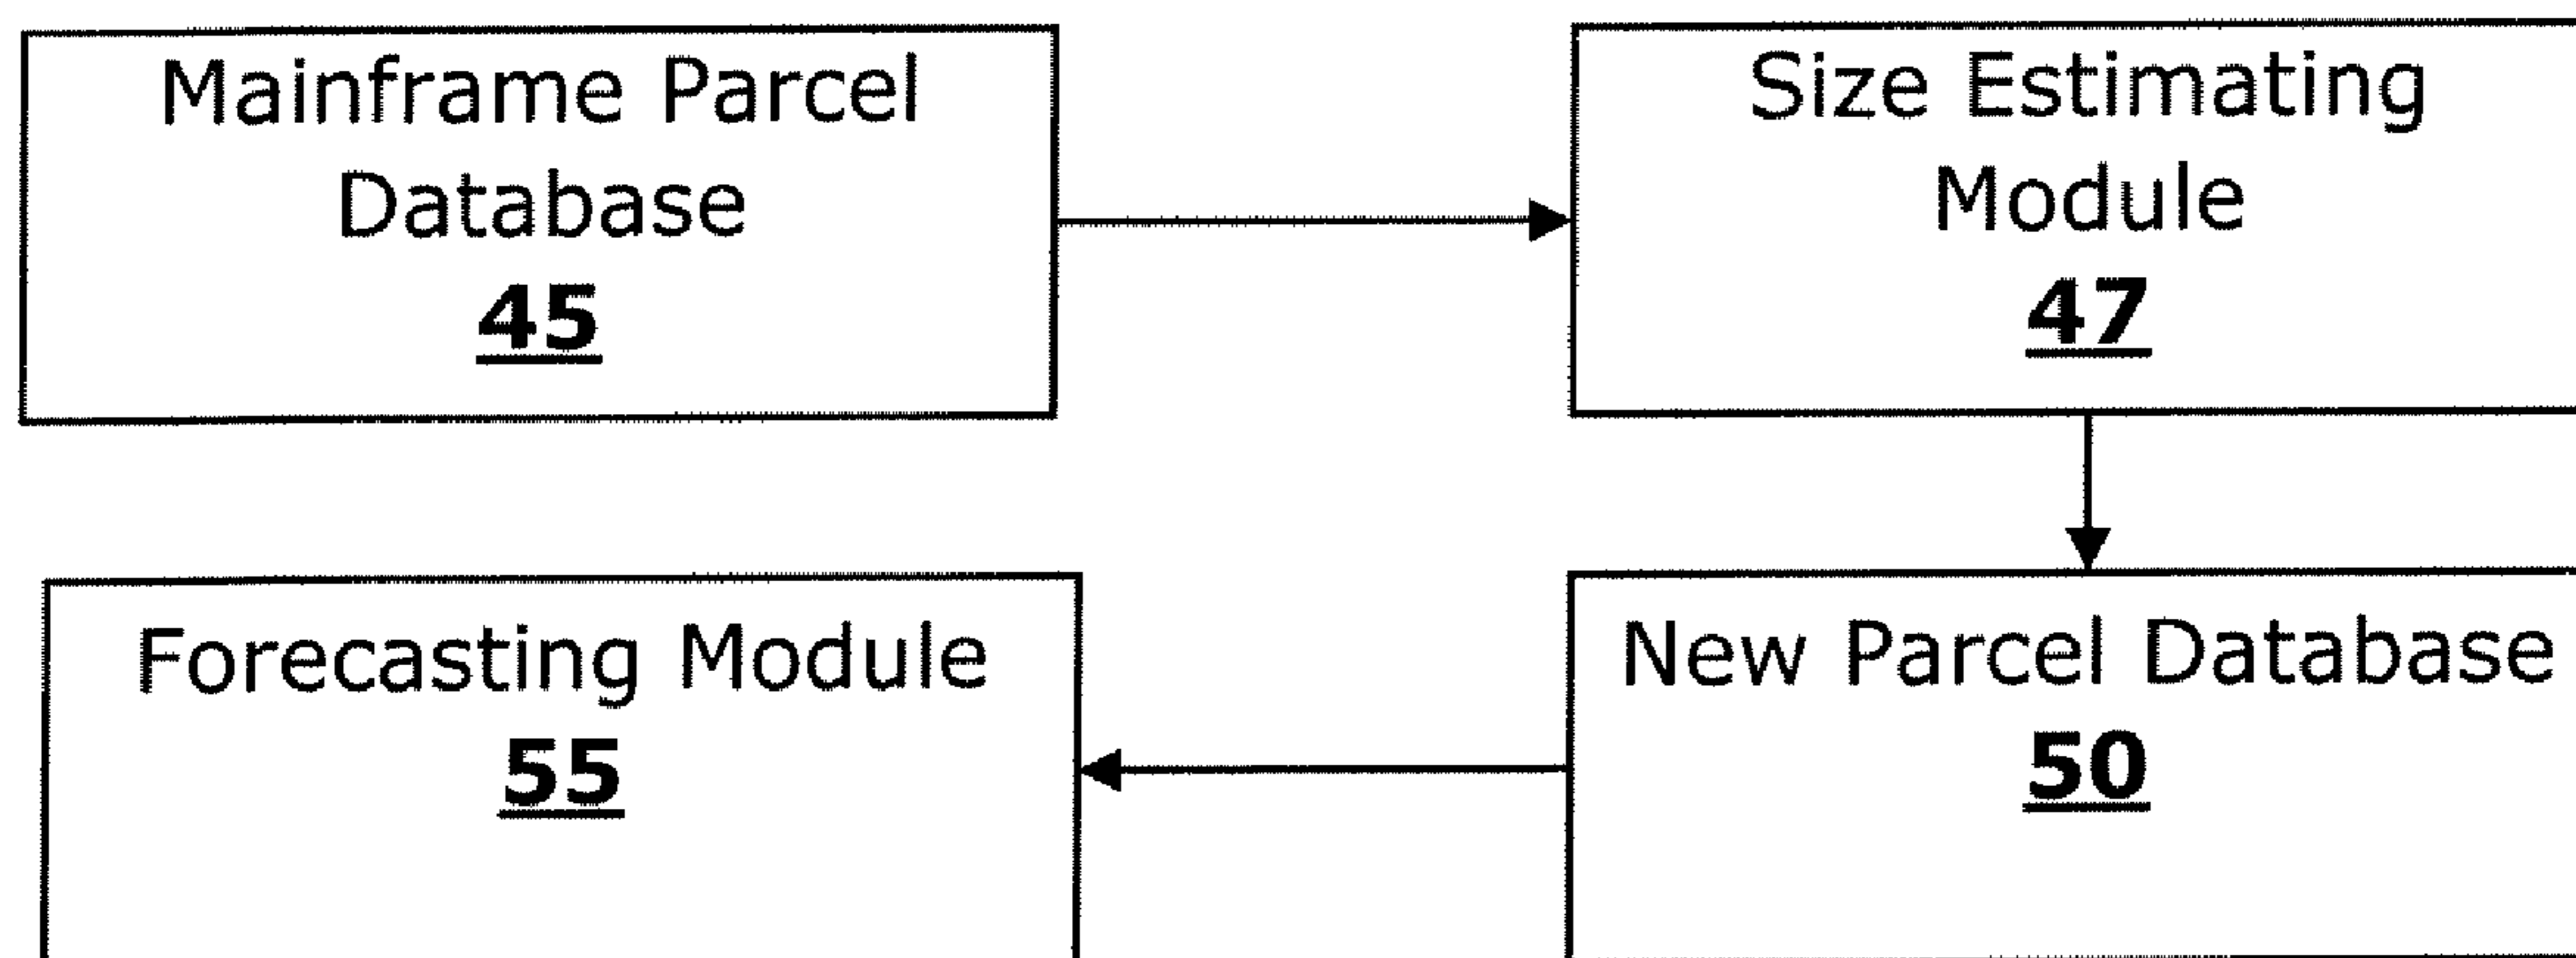 Mainframe Parcel
Database
45
Size Estimating
Module
47
Forecasting Module
55
New Parcel Database
50